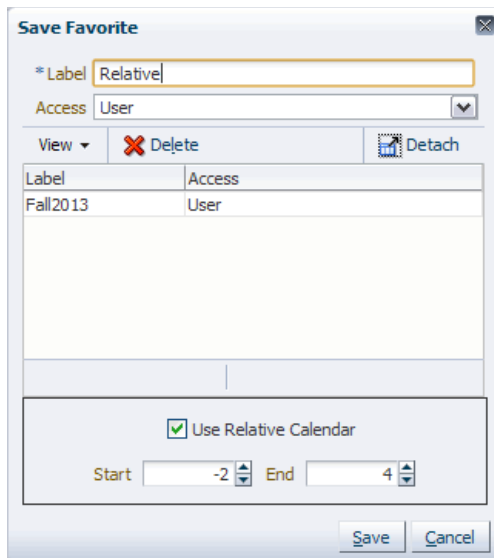 Save Favorite
* Label Relative
Access User
View Delete Detach
Label Access
Fall2013 User
Use Relative Calendar
Start -2 End 4
Save Cancel